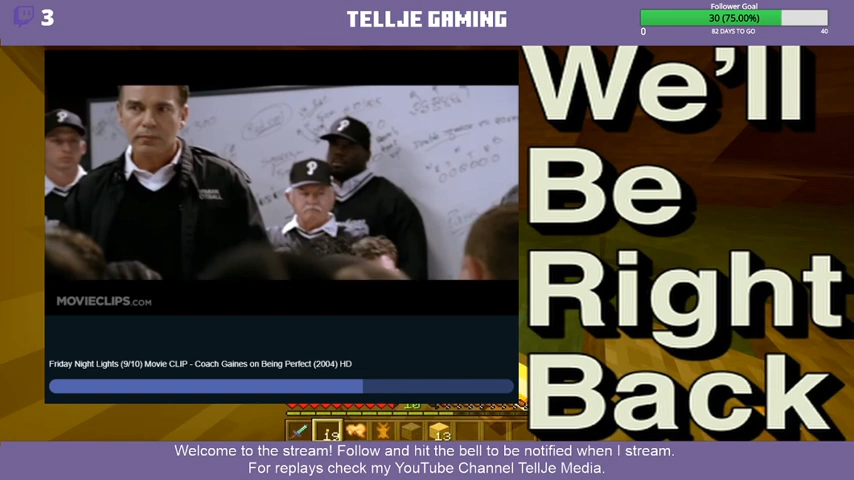 3
TELLJE GAMING
Follower Goal
30 (75.00%)
0
82 DAYS TO GO
40
We'll
Be
Right
Back
P
P
P
MOVIECLIPS.COM
Friday Night Lights (9/10) Movie CLIP - Coach Gaines on Being Perfect (2004) HD
10
19
13
Welcome to the stream! Follow and hit the bell to be notified when I stream.
For replays check my YouTube Channel TellJe Media.